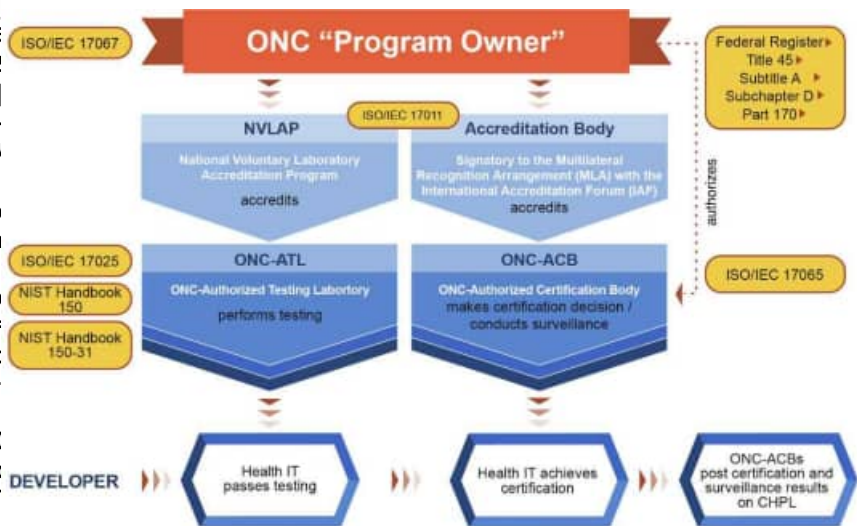 ISO/IEC 17067
ONC “Program Owner”
Federal Register
Title 45
Subtitle A
Subchapter D
Part 170
ISO/IEC 17011
NVLAP
National Voluntary Laboratory
Accreditation Program
accredits
Accreditation Body
Signatory to the Multilateral
Recognition Arrangement (MLA) with the
International Accreditation Forum (IAF)
accredits
authorizes
ISO/IEC 17025
NIST Handbook
150
NIST Handbook
150-31
ONC-ATL
ONC-Authorized Testing Labortory
performs testing
ONC-ACB
ONC-Authorized Certification Body
makes certification decision /
conducts surveillance
ISO/IEC 17065
DEVELOPER
Health IT
passes testing
Health IT achieves
certification
ONC-ACBs
post certification and
surveillance results
on CHPL